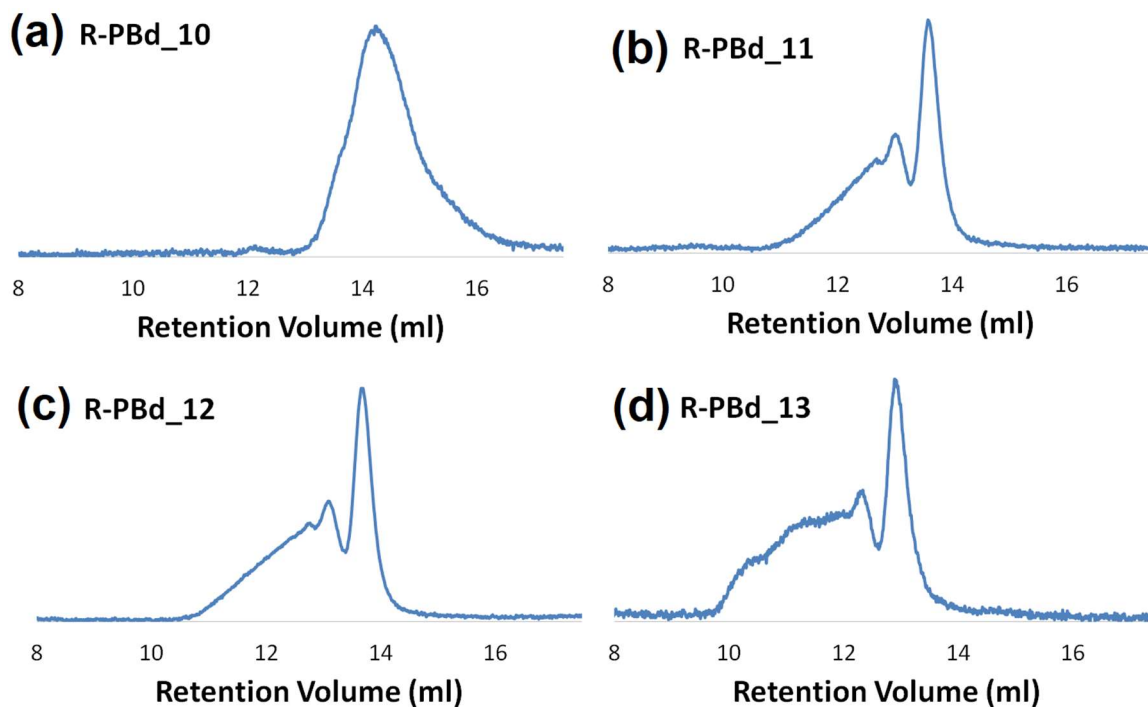 (a) R-PBd_10
8 10 12 14 16
Retention Volume (ml)
(b) R-PBd_11
8 10 12 14 16
Retention Volume (ml)
(c) R-PBd_12
8 10 12 14 16
Retention Volume (ml)
(d) R-PBd_13
8 10 12 14 16
Retention Volume (ml)